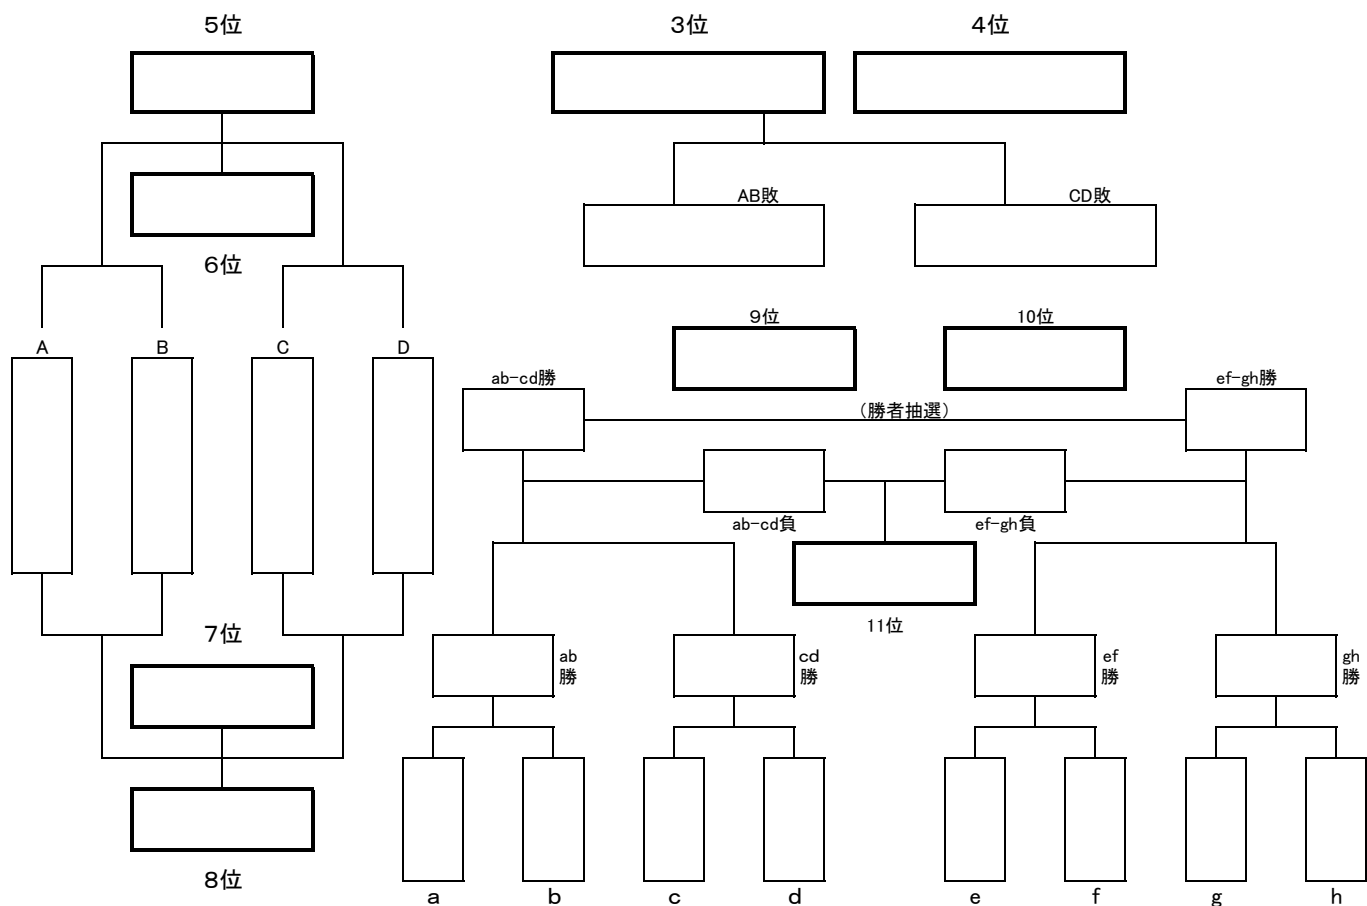 ５位
３位
４位
AB敗
CD敗
６位
９位
10位
A
B
C
D
ab-cd勝
ef-gh勝
（勝者抽選）
ab-cd負
ef-gh負
７位
11位
ab
勝
cd
勝
ef
勝
gh
勝
８位
a
b
c
d
e
f
g
h